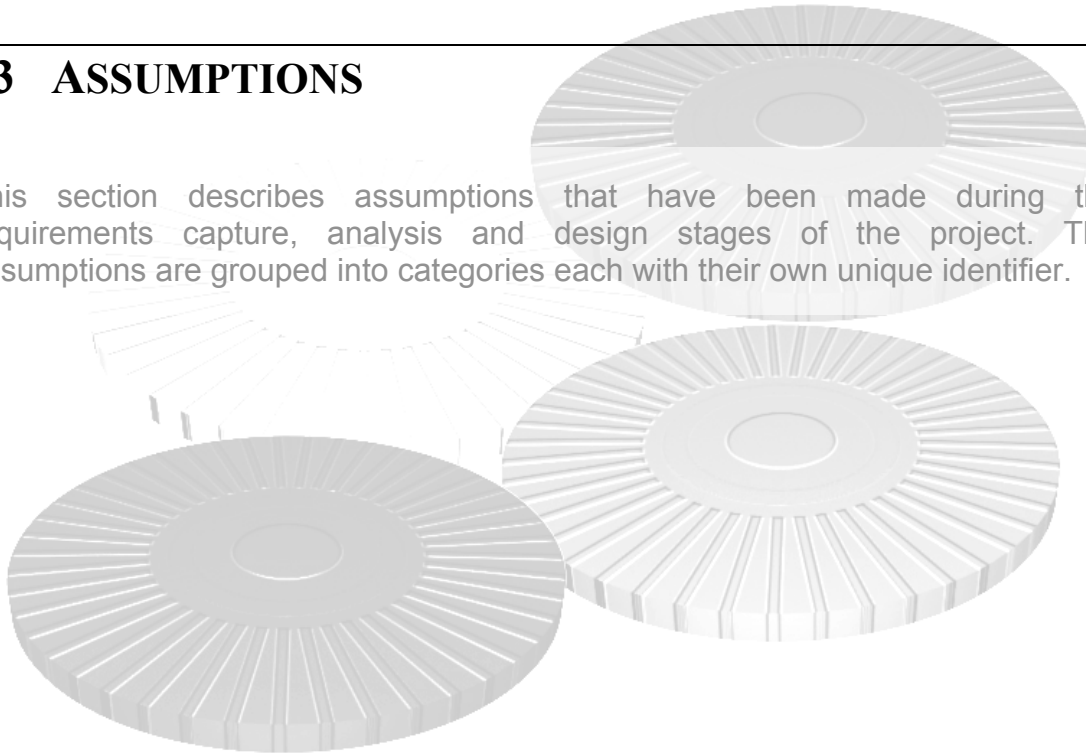 3 ASSUMPTIONS
his section describes assumptions that have been made during th
quirements capture, analysis and design stages of the project. Th
sumptions are grouped into categories each with their own unique identifier.